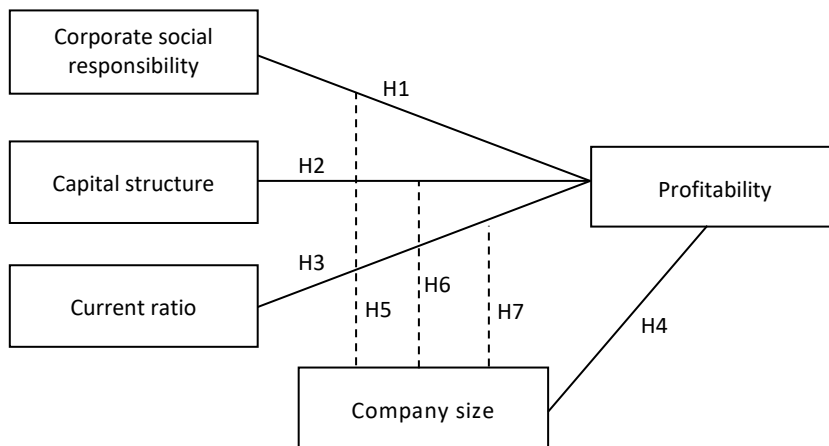 Corporate social
responsibility
H1
Capital structure
H2
Profitability
H3
Current ratio
H5
H6
H7
H4
Company size